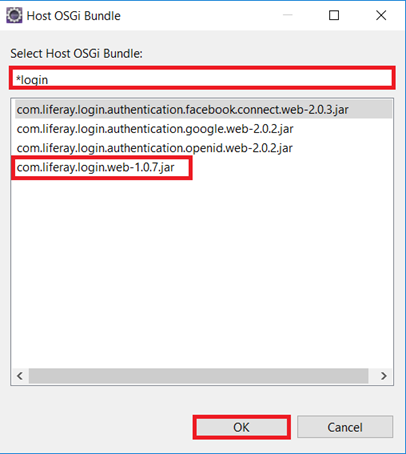 Host OSGi Bundle
Select Host OSGi Bundle:
*login
com.liferay.login.authentication.facebook.connect.web-2.0.3.jar
com.liferay.login.authentication.google.web-2.0.2.jar
com.liferay.login.authentication.openid.web-2.0.2.jar
com.liferay.login.web-1.0.7.jar
OK Cancel